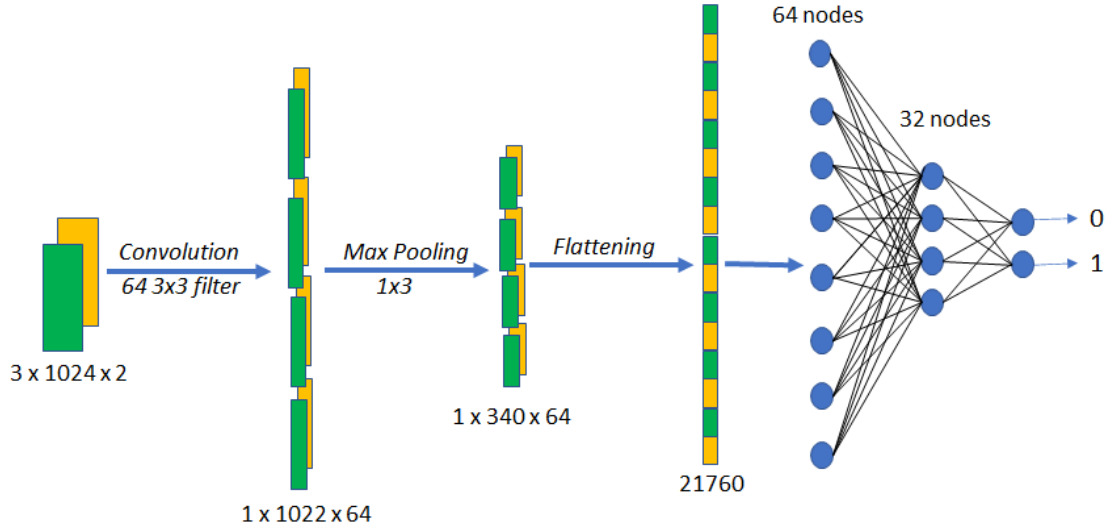 64 nodes
32 nodes
Convolution
64 3x3 filter
Max Pooling
1x3
Flattening
0
1
3 x 1024 x 2
1 x 340 x 64
21760
1 x 1022 x 64